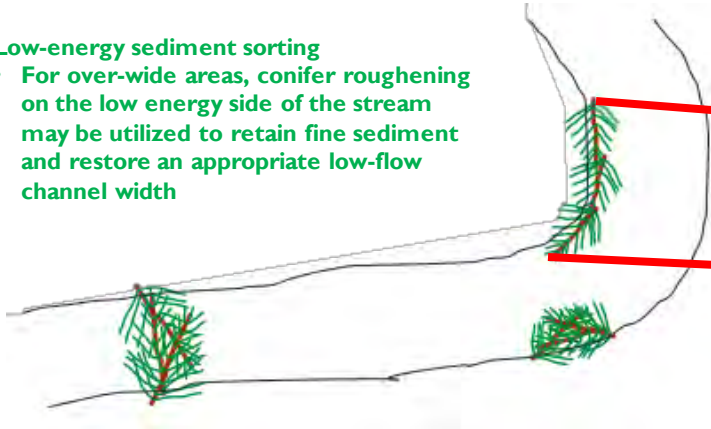 Low-energy sediment sorting
For over-wide areas, conifer roughening
on the low energy side of the stream
may be utilized to retain fine sediment
and restore an appropriate low-flow
channel width